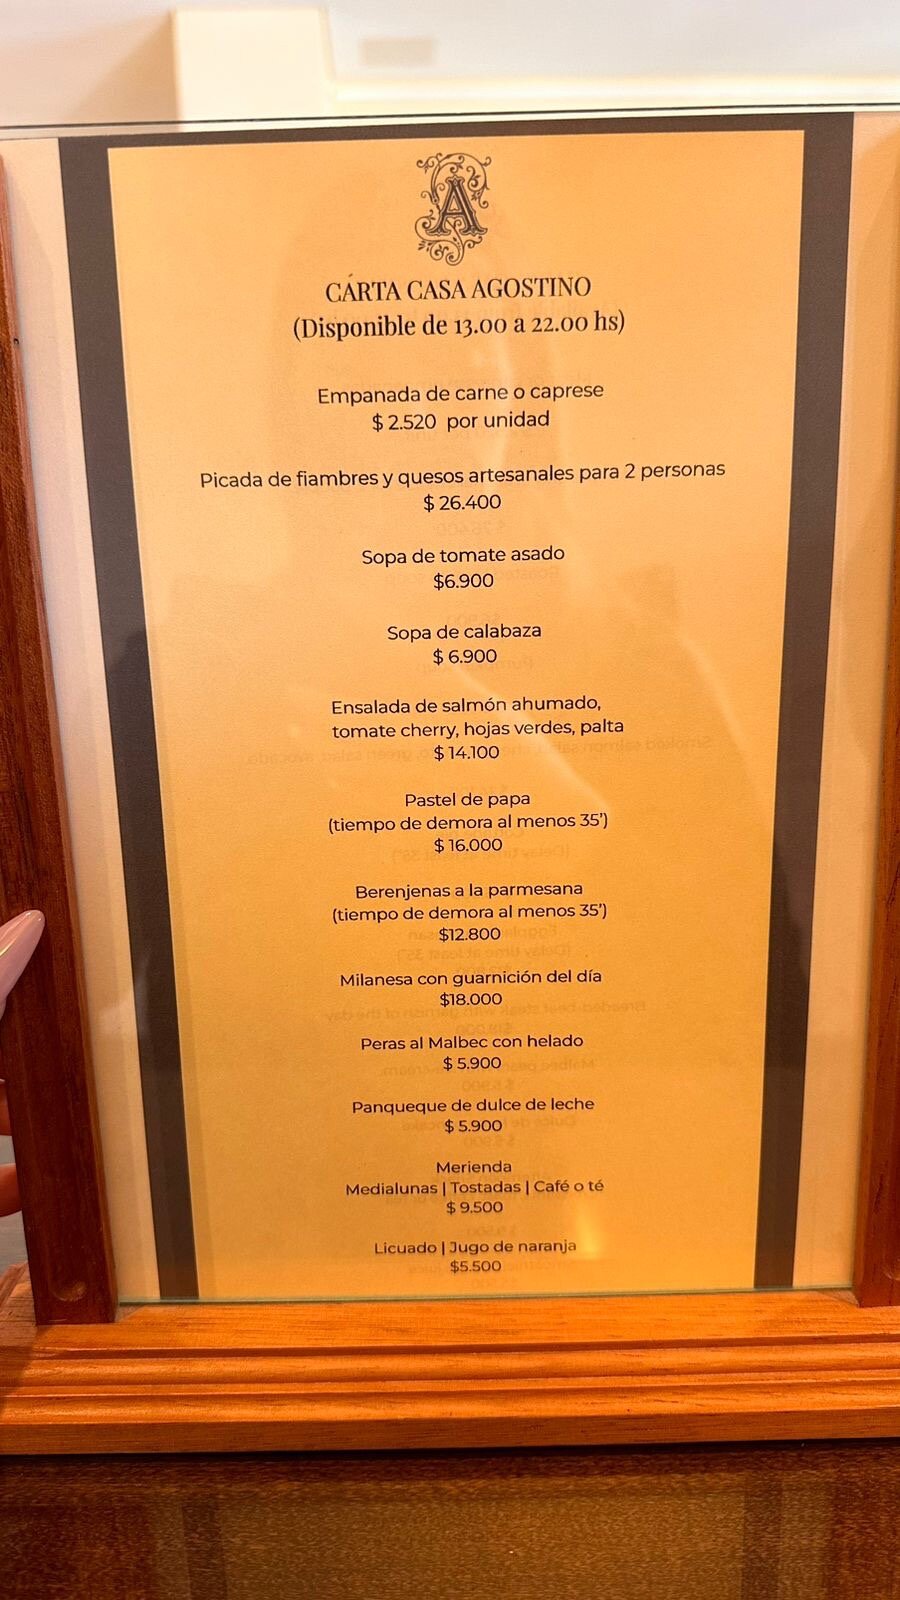 A
CARTA CASA AGOSTINO
(Disponible de 13.00 a 22.00 hs)
Empanada de carne o caprese
$ 2.520 por unidad
Picada de fiambres y quesos artesanales para 2 personas
$ 26.400
Sopa de tomate asado
$6.900
Sopa de calabaza
$ 6.900
Ensalada de salmón ahumado,
tomate cherry, hojas verdes, palta
$ 14.100
Pastel de papa
(tiempo de demora al menos 35’)
$ 16.000
Berenjenas a la parmesana
(tiempo de demora al menos 35’)
$12.800
Milanesa con guarnición del día
$18.000
Peras al Malbec con helado
$ 5.900
Panqueque de dulce de leche
$ 5.900
Merienda
Medialunas | Tostadas | Café o té
$ 9.500
Licuado | Jugo de naranja
$5.500